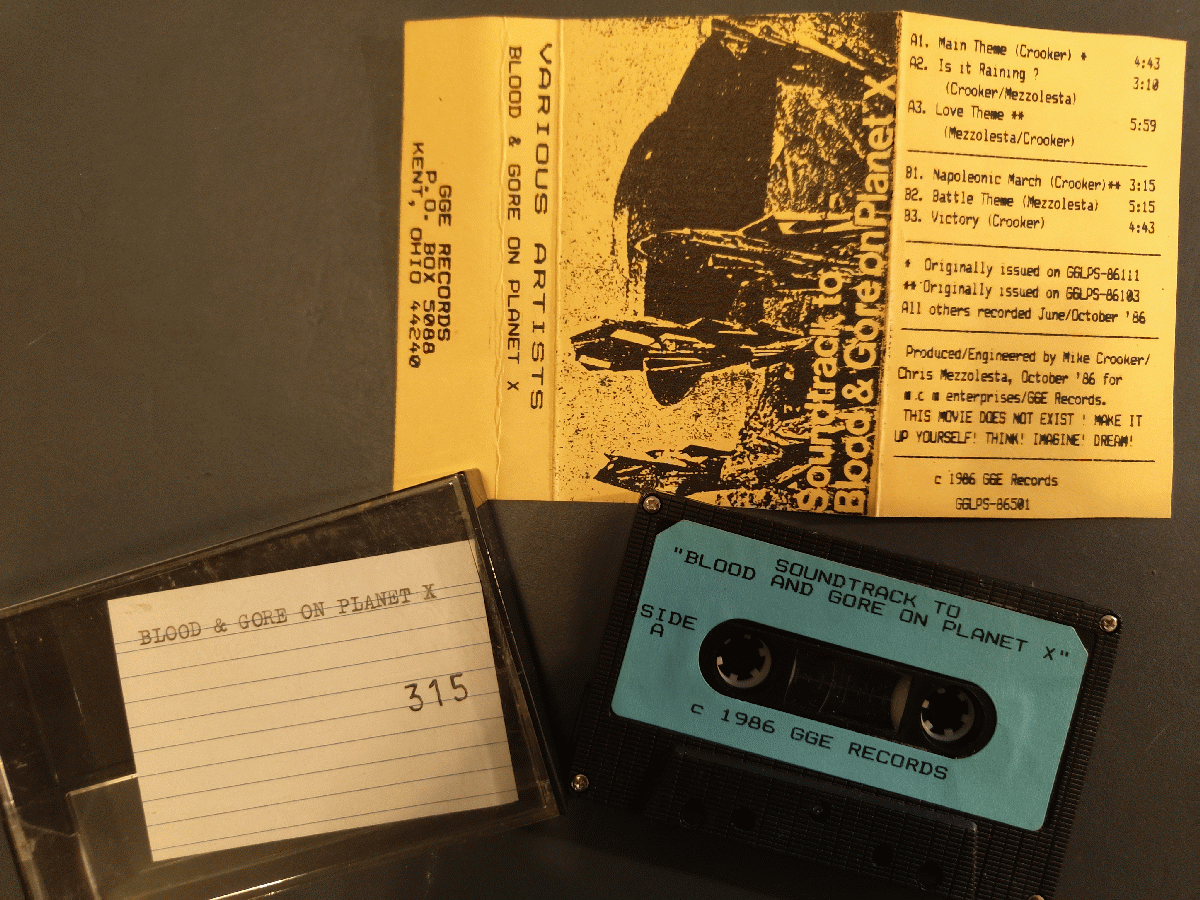 GGE RECORDS
P.O. BOX 5088
KENT, OHIO 44240
VARIOUS ARTISTS
BLOOD & GORE ON PLANET X
Soundtrack to
Blood & Gore on Planet X
A1. Main Theme (Crooker) * 4:43
A2. Is it Raining ? 3:10
(Crooker/Mezzolesta)
A3. Love Theme ** 5:59
(Mezzolesta/Crooker)
B1. Napoleonic March (Crooker)** 3:15
B2. Battle Theme (Mezzolesta) 5:15
B3. Victory (Crooker) 4:43
* Originally issued on GGLPS-86111
** Originally issued on GGLPS-86103
All others recorded June/October '86
Produced/Engineered by Mike Crooker/
Chris Mezzolesta, October '86 for
m.c m enterprises/GGE Records.
THIS MOVIE DOES NOT EXIST ! MAKE IT
UP YOURSELF! THINK! IMAGINE! DREAM!
c 1986 GGE Records
GGLPS-86501
BLOOD & GORE ON PLANET X
315
SOUNDTRACK TO
"BLOOD AND GORE ON PLANET X"
SIDE
A
c 1986 GGE RECORDS